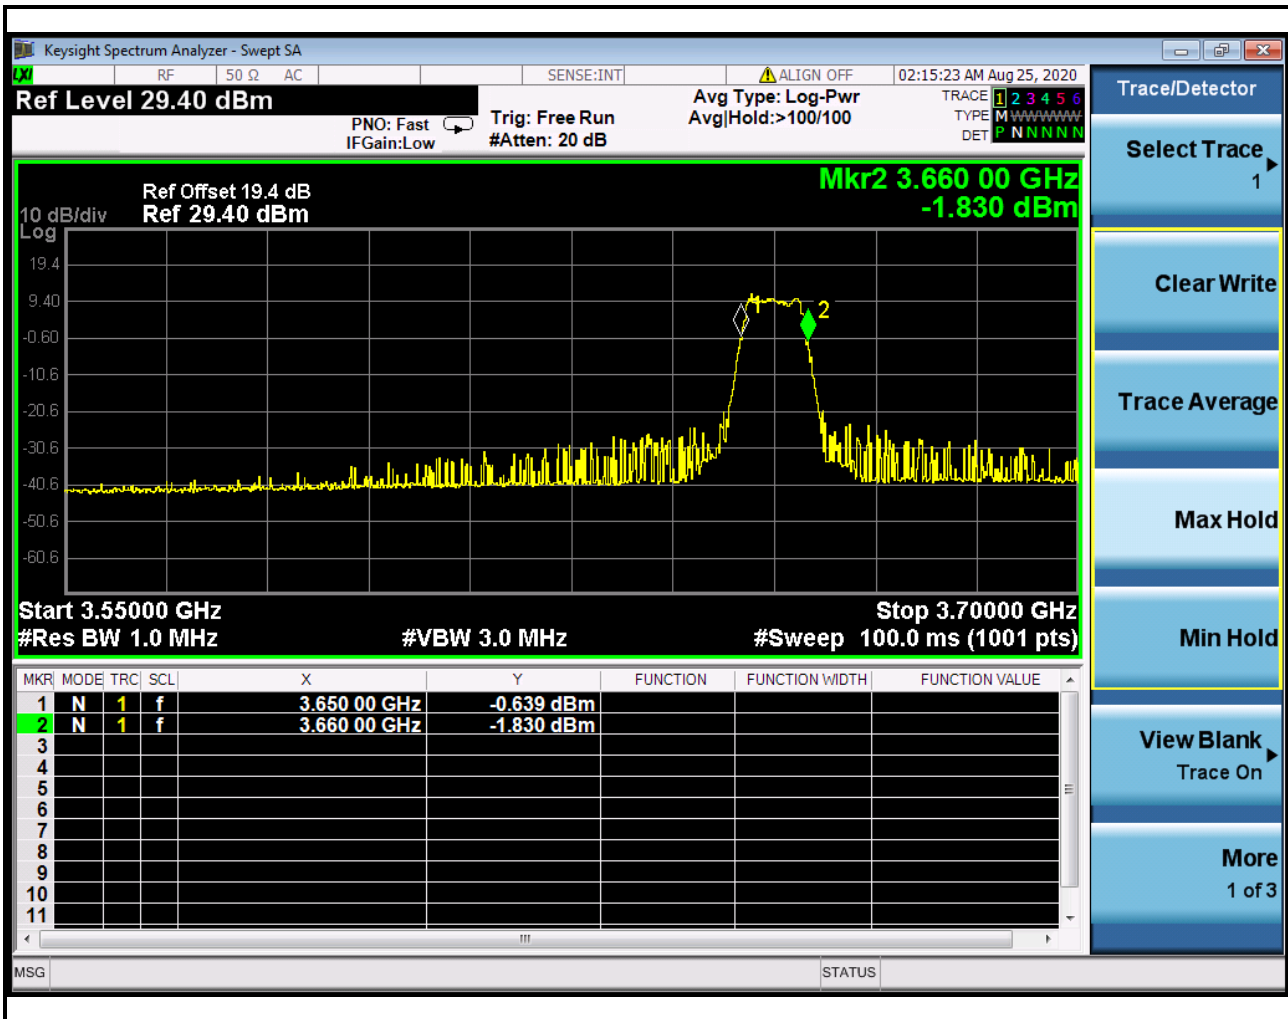 Keysight Spectrum Analyzer - Swept SA
LXI RF 50 Ω AC SENSE:INT ALIGN OFF 02:15:23 AM Aug 25, 2020
Ref Level 29.40 dBm
PNO: Fast
IFGain:Low
Trig: Free Run
#Atten: 20 dB
Avg Type: Log-Pwr
Avg|Hold:>100/100
TRACE 1 2 3 4 5 6
TYPE M WWWWW
DET P N N N N N
Ref Offset 19.4 dB
10 dB/div Ref 29.40 dBm
Log
Mkr2 3.660 00 GHz
-1.830 dBm
19.4
9.40
-0.60
-10.6
-20.6
-30.6
-40.6
-50.6
-60.6
1
2
Start 3.55000 GHz Stop 3.70000 GHz
#Res BW 1.0 MHz #VBW 3.0 MHz #Sweep 100.0 ms (1001 pts)
MKR MODE TRC SCL X Y FUNCTION FUNCTION WIDTH FUNCTION VALUE
1 N 1 f 3.650 00 GHz -0.639 dBm
2 N 1 f 3.660 00 GHz -1.830 dBm
3
4
5
6
7
8
9
10
11
MSG STATUS
Trace/Detector
Select Trace
1
Clear Write
Trace Average
Max Hold
Min Hold
View Blank
Trace On
More
1 of 3